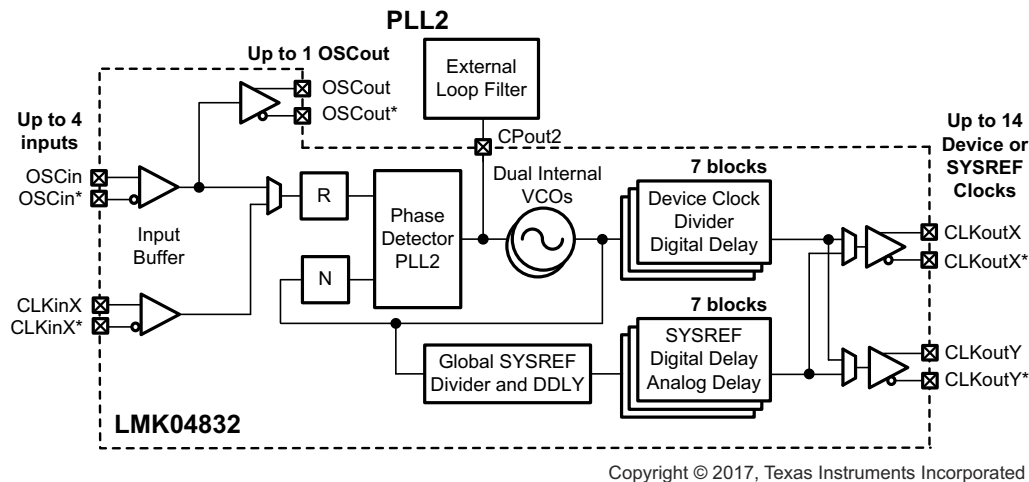 PLL2
Up to 1 OSCout
OSCout
OSCout*
External
Loop Filter
CPout2
Up to 4
inputs
OSCin
OSCin*
Input
Buffer
CLKinX
CLKinX*
R
N
Phase
Detector
PLL2
Dual Internal
VCOs
7 blocks
Device Clock
Divider
Digital Delay
7 blocks
SYSREF
Digital Delay
Analog Delay
Global SYSREF
Divider and DDLY
Up to 14
Device or
SYSREF
Clocks
CLKoutX
CLKoutX*
CLKoutY
CLKoutY*
LMK04832
Copyright © 2017, Texas Instruments Incorporated